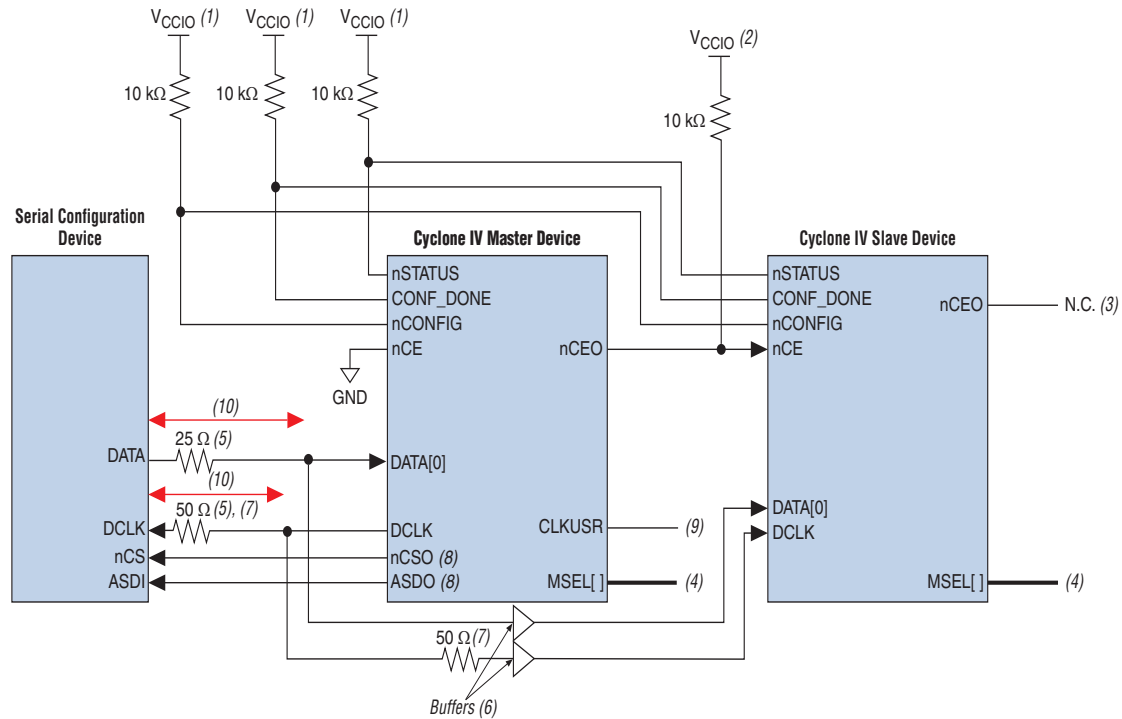 VCCIO (1) VCCIO (1) VCCIO (1)
VCCIO (2)
10 kΩ 10 kΩ 10 kΩ
10 kΩ
Serial Configuration
Device
Cyclone IV Master Device
Cyclone IV Slave Device
nSTATUS
CONF_DONE
nCONFIG
nCE
nCEO
GND
nSTATUS
CONF_DONE
nCONFIG
nCE
nCEO
N.C. (3)
(10)
25 Ω (5)
DATA
DATA[0]
(10)
50 Ω (5), (7)
DCLK
DCLK
nCS
nCSO (8)
ASDI
ASDO (8)
CLKUSR
(9)
MSEL[ ]
(4)
DATA[0]
DCLK
MSEL[ ]
(4)
50 Ω (7)
Buffers (6)